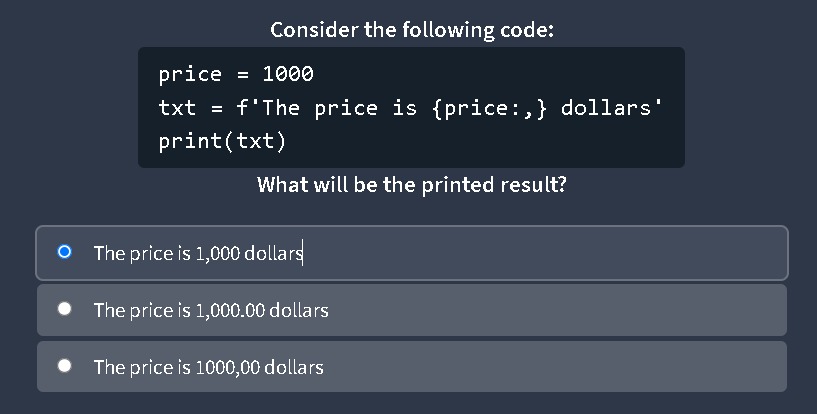 Consider the following code:
price = 1000
txt = f'The price is {price:,} dollars'
print(txt)
What will be the printed result?
The price is 1,000 dollars
The price is 1,000.00 dollars
The price is 1000,00 dollars